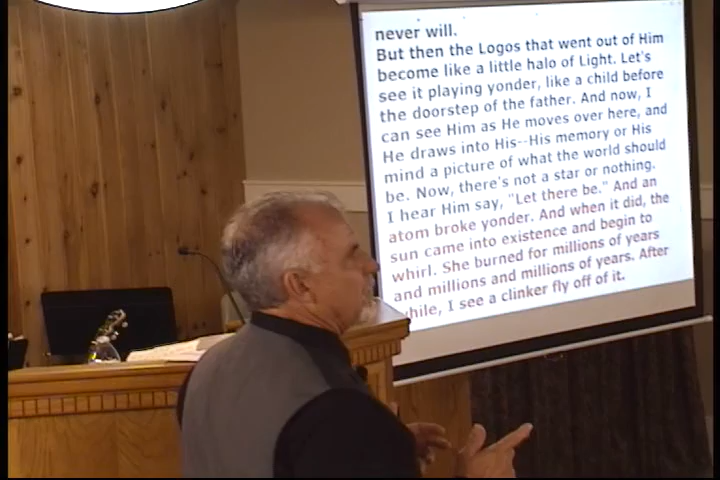 never will.
But then the Logos that went out of Him
become like a little halo of Light. Let's
see it playing yonder, like a child before
the doorstep of the father. And now, I
can see Him as He moves over here, and
He draws into His--His memory or His
mind a picture of what the world should
be. Now, there's not a star or nothing.
I hear Him say, "Let there be." And an
atom broke yonder. And when it did, the
sun came into existence and begin to
whirl. She burned for millions of years
and millions and millions of years. After
while, I see a clinker fly off of it.